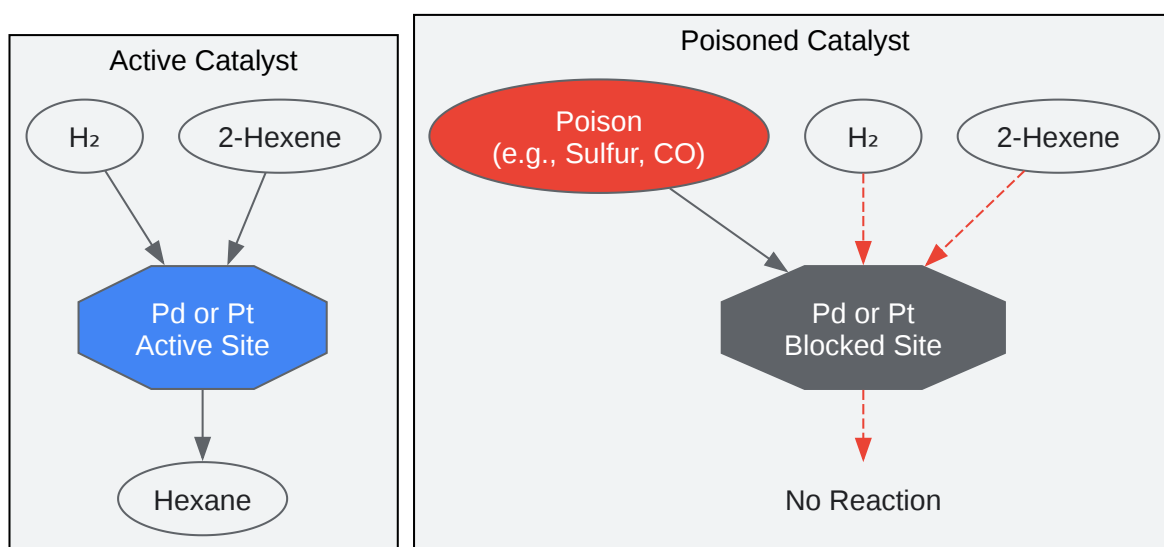 Active Catalyst
H₂
2-Hexene
Pd or Pt
Active Site
Hexane
Poisoned Catalyst
Poison
(e.g., Sulfur, CO)
H₂
2-Hexene
Pd or Pt
Blocked Site
No Reaction